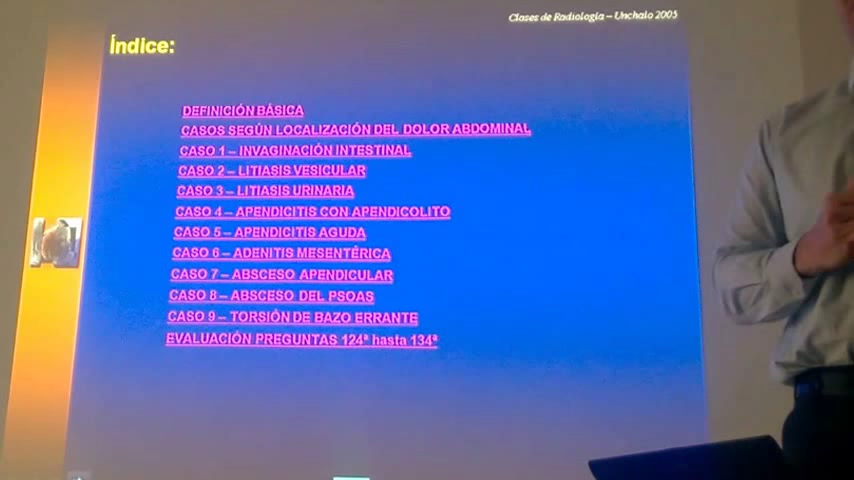 Clases de Radiología – Unchalo 2005
Índice:
DEFINICIÓN BÁSICA
CASOS SEGÚN LOCALIZACIÓN DEL DOLOR ABDOMINAL
CASO 1 – INVAGINACIÓN INTESTINAL
CASO 2 – LITIASIS VESICULAR
CASO 3 – LITIASIS URINARIA
CASO 4 – APENDICITIS CON APENDICOLITO
CASO 5 – APENDICITIS AGUDA
CASO 6 – ADENITIS MESENTÉRICA
CASO 7 – ABSCESO APENDICULAR
CASO 8 – ABSCESO DEL PSOAS
CASO 9 – TORSIÓN DE BAZO ERRANTE
EVALUACIÓN PREGUNTAS 124ª hasta 134ª